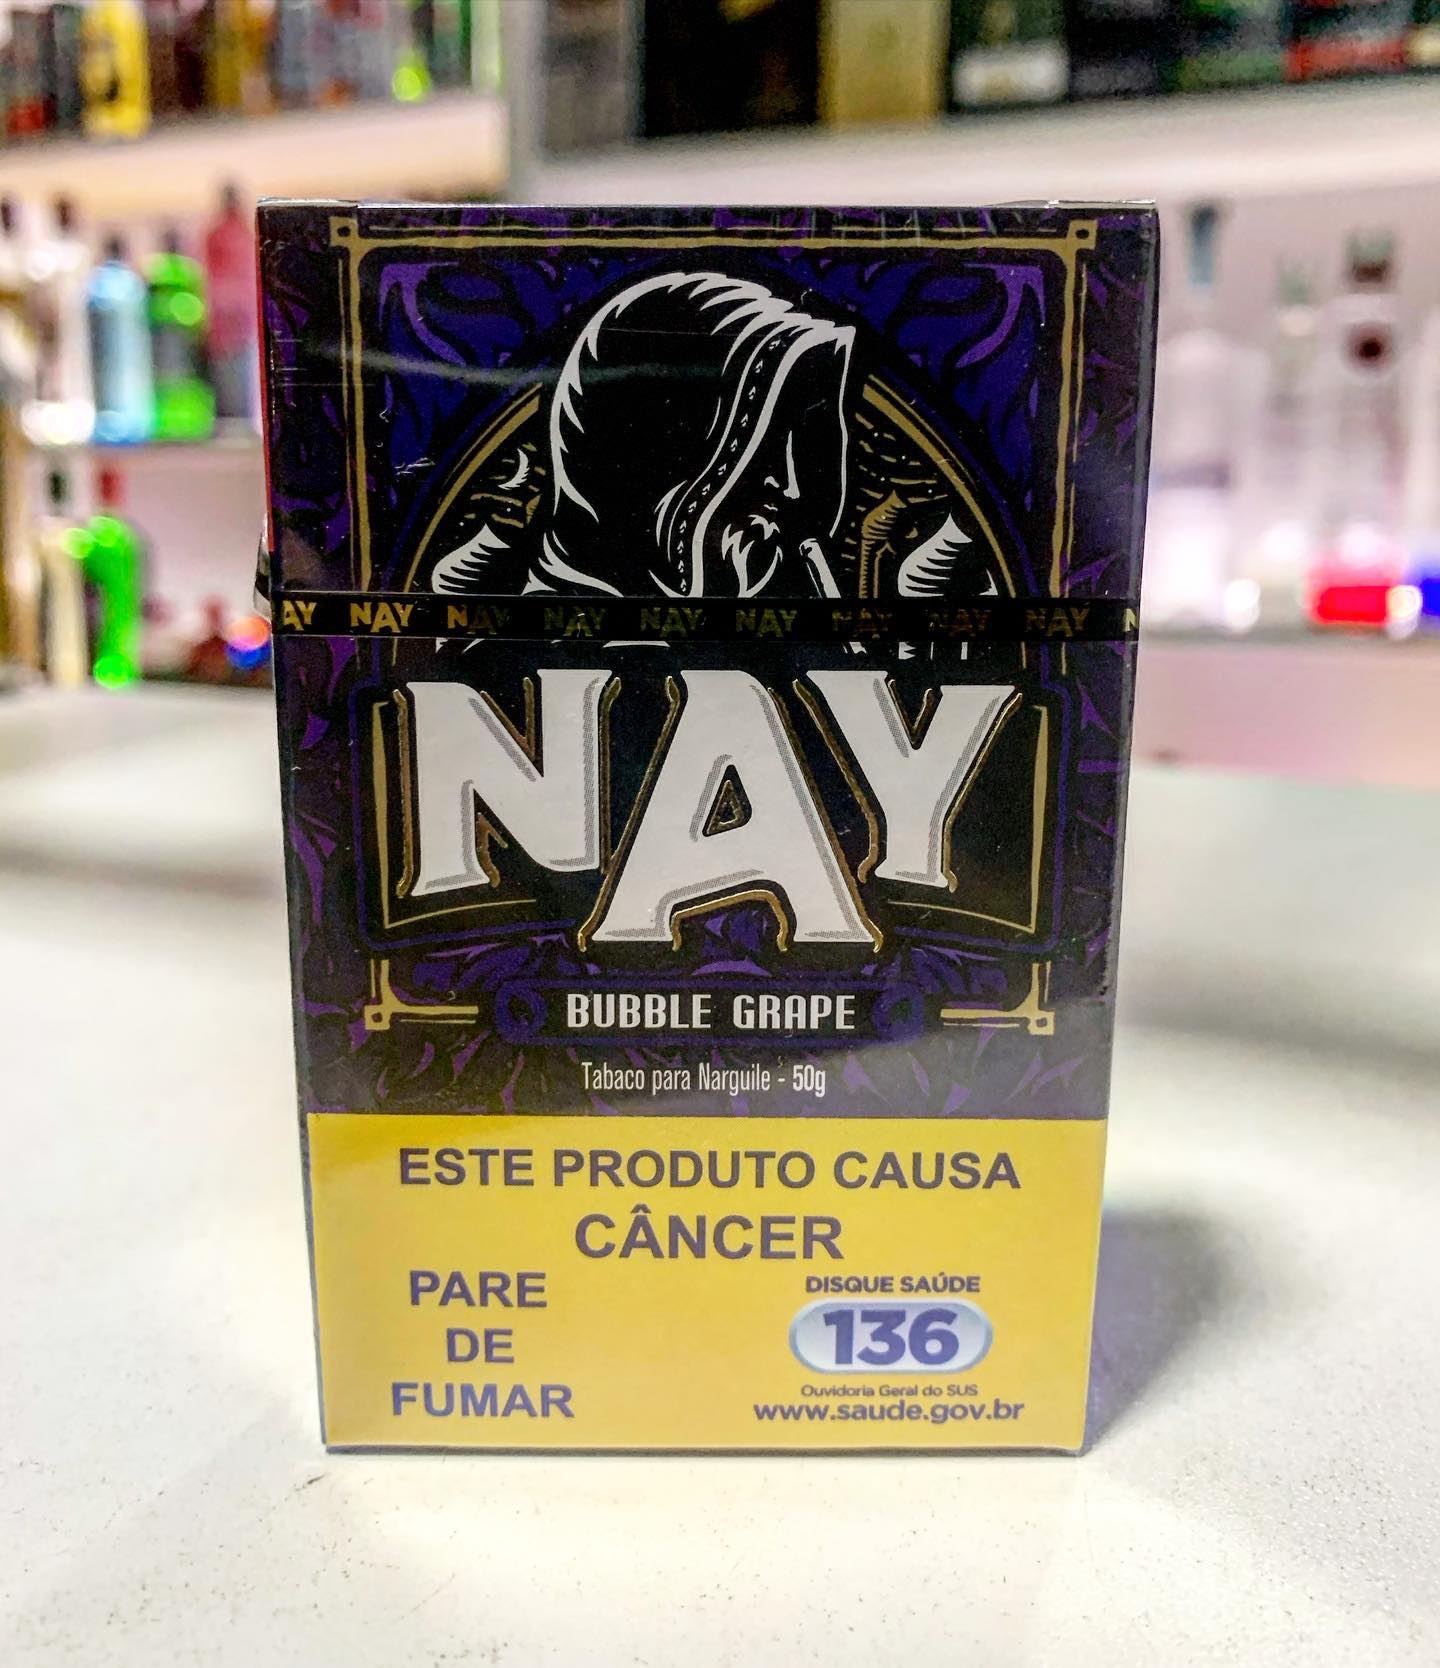 NAY NAY NAY NAY NAY NAY NAY NAY
NAY
BUBBLE GRAPE
Tabaco para Narguile - 50g
ESTE PRODUTO CAUSA
CÂNCER
PARE
DE
FUMAR
DISQUE SAÚDE
136
Ouvidoria Geral do SUS
www.saude.gov.br